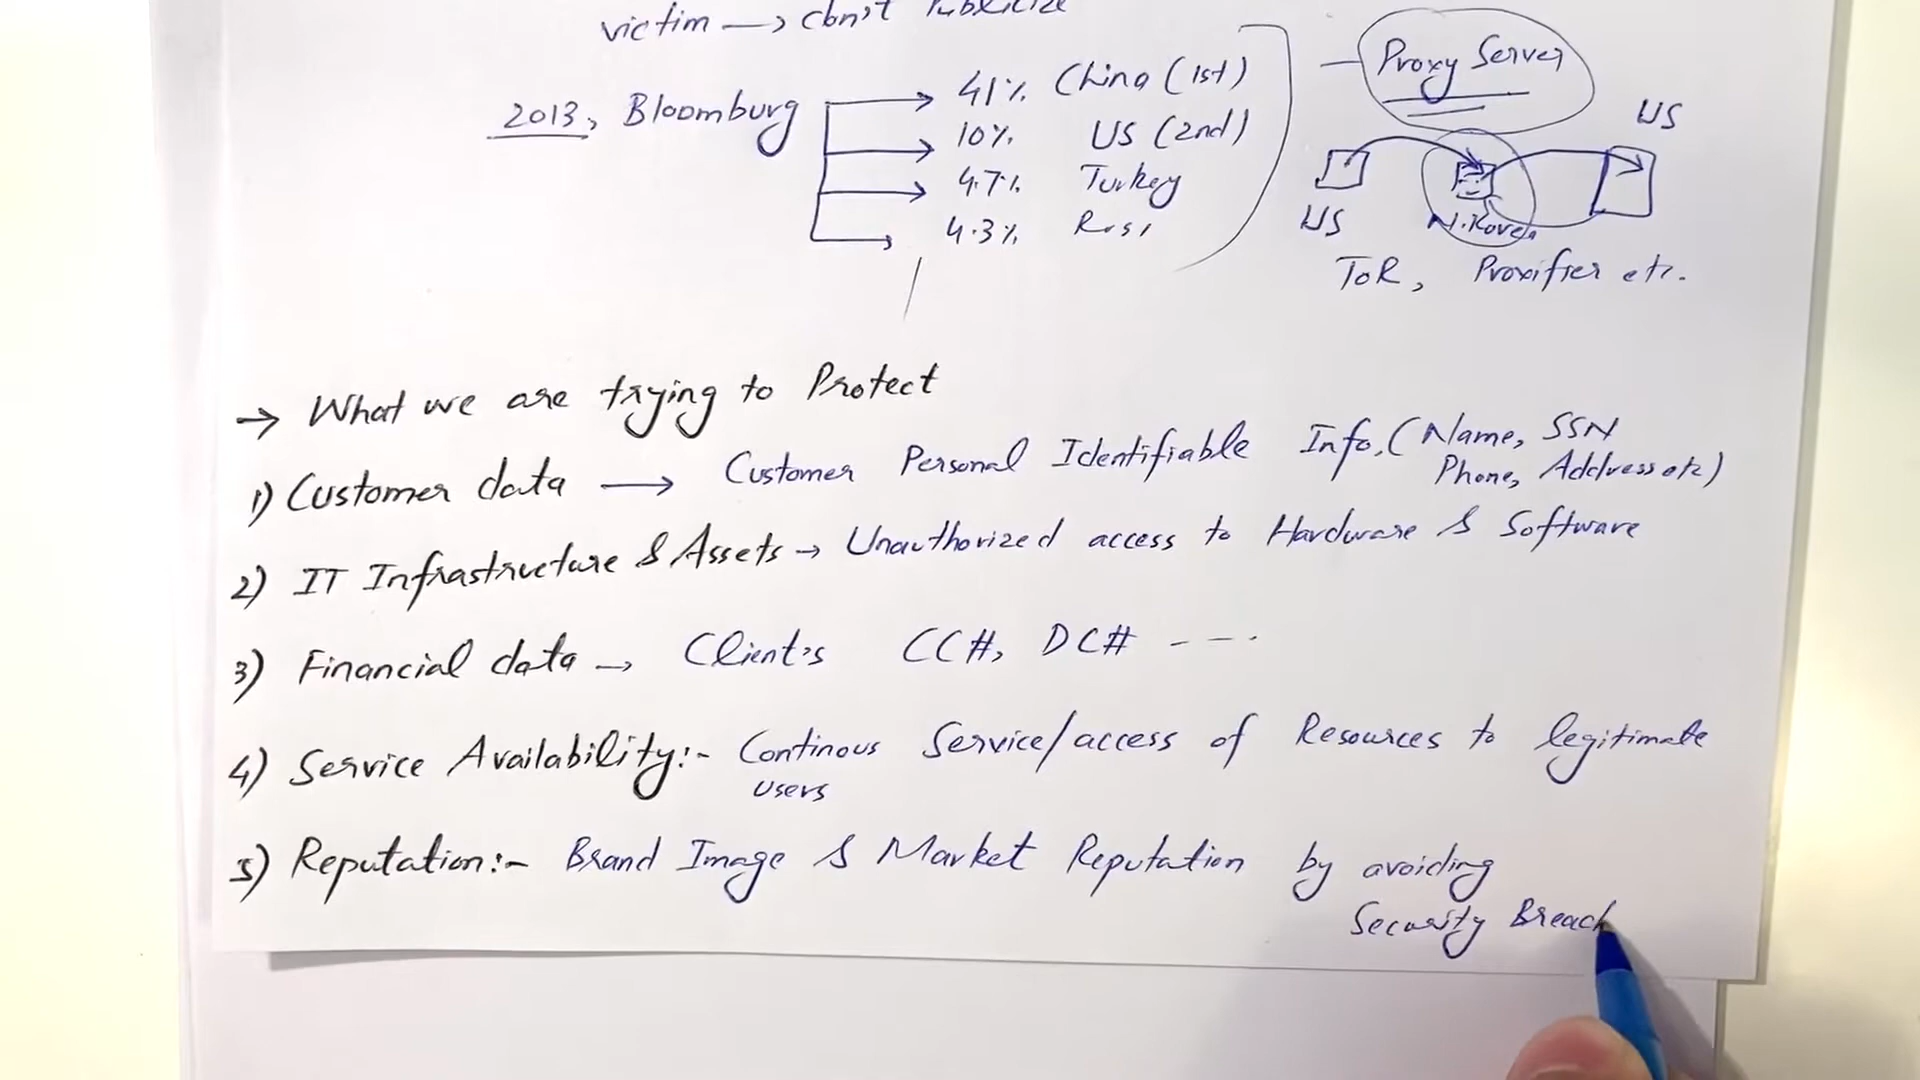 victim → 
2013, Bloomburg
41% China (1st)
10% US (2nd)
4.7% Turkey
4.3%
Proxy Server
US
US
N.Korea
ToR, Proxifier etc.
→ What we are trying to Protect
1) Customer data → Customer Personal Identifiable Info. (Name, SSN
Phone, Address etc)
2) IT Infrastructure & Assets → Unauthorized access to Hardware & Software
3) Financial data → Client's CC#, DC# ----
4) Service Availability:- Continous Service/access of Resources to legitimate
users
5) Reputation:- Brand Image & Market Reputation by avoiding
Security Breach